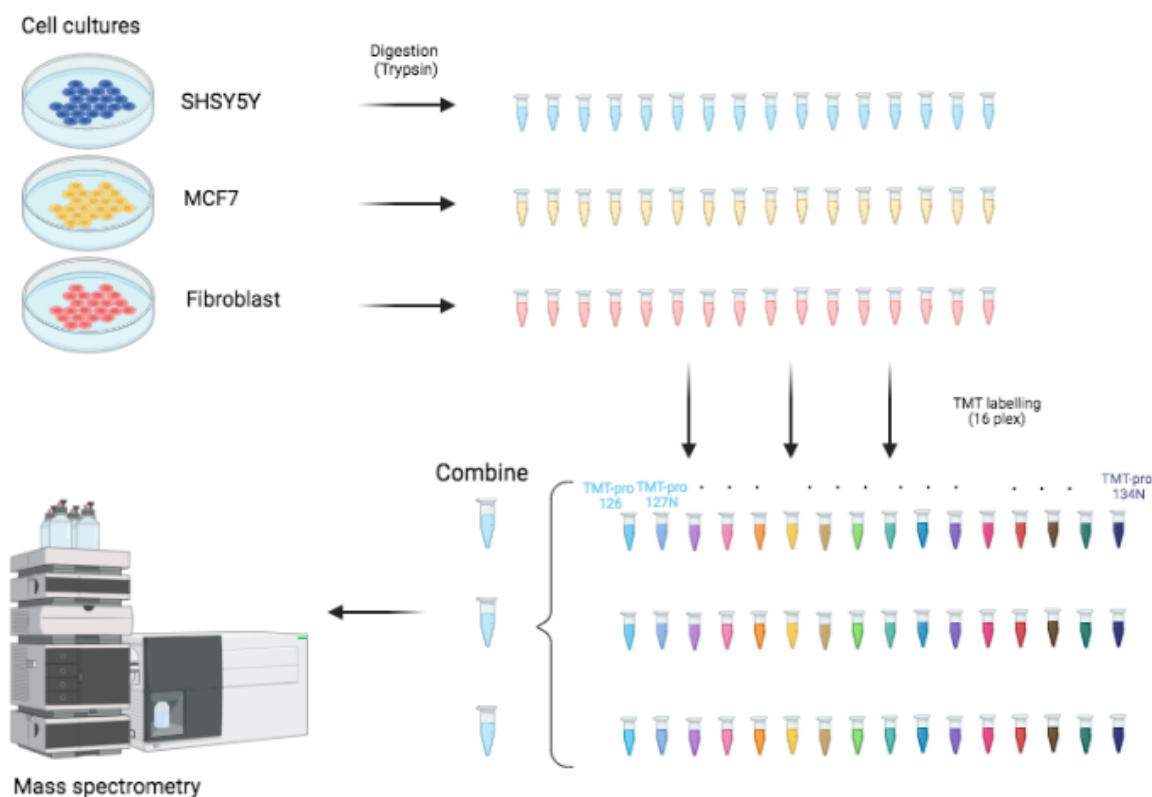 Cell cultures
Digestion
(Trypsin)
SHSY5Y
MCF7
Fibroblast
TMT labelling
(16 plex)
Combine
TMT-pro
126
TMT-pro
127N
TMT-pro
134N
Mass spectrometry